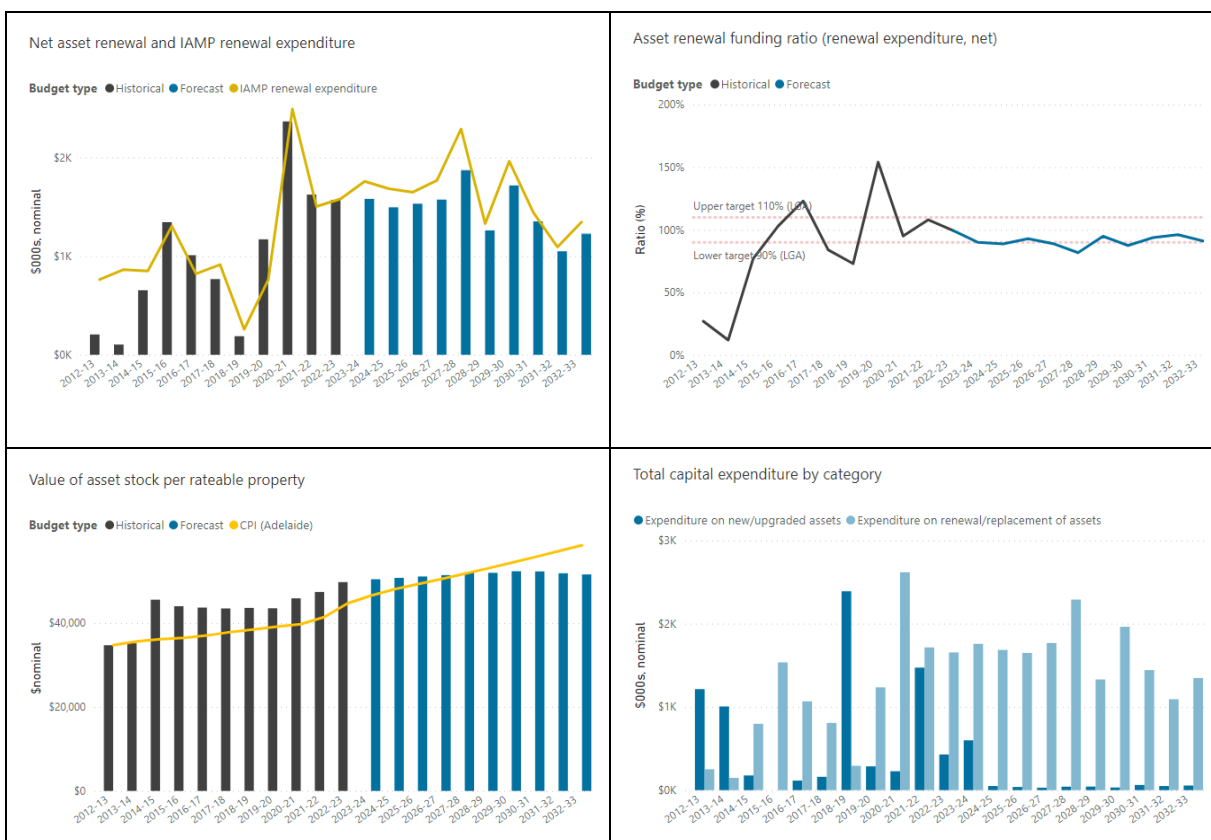 Net asset renewal and IAMP renewal expenditure
Budget type Historical Forecast IAMP renewal expenditure
$000s, nominal
$2K
$1K
$0K
2012-13 2013-14 2014-15 2015-16 2016-17 2017-18 2018-19 2019-20 2020-21 2021-22 2022-23 2023-24 2024-25 2025-26 2026-27 2027-28 2028-29 2029-30 2030-31 2031-32 2032-33
Asset renewal funding ratio (renewal expenditure, net)
Budget type Historical Forecast
Ratio (%)
200%
150%
Upper target 110% (LGA)
100%
Lower target 90% (LGA)
50%
0%
2012-13 2013-14 2014-15 2015-16 2016-17 2017-18 2018-19 2019-20 2020-21 2021-22 2022-23 2023-24 2024-25 2025-26 2026-27 2027-28 2028-29 2029-30 2030-31 2031-32 2032-33
Value of asset stock per rateable property
Budget type Historical Forecast CPI (Adelaide)
$nominal
$40,000
$20,000
$0
2012-13 2013-14 2014-15 2015-16 2016-17 2017-18 2018-19 2019-20 2020-21 2021-22 2022-23 2023-24 2024-25 2025-26 2026-27 2027-28 2028-29 2029-30 2030-31 2031-32 2032-33
Total capital expenditure by category
Expenditure on new/upgraded assets Expenditure on renewal/replacement of assets
$000s, nominal
$3K
$2K
$1K
$0K
2012-13 2013-14 2014-15 2015-16 2016-17 2017-18 2018-19 2019-20 2020-21 2021-22 2022-23 2023-24 2024-25 2025-26 2026-27 2027-28 2028-29 2029-30 2030-31 2031-32 2032-33